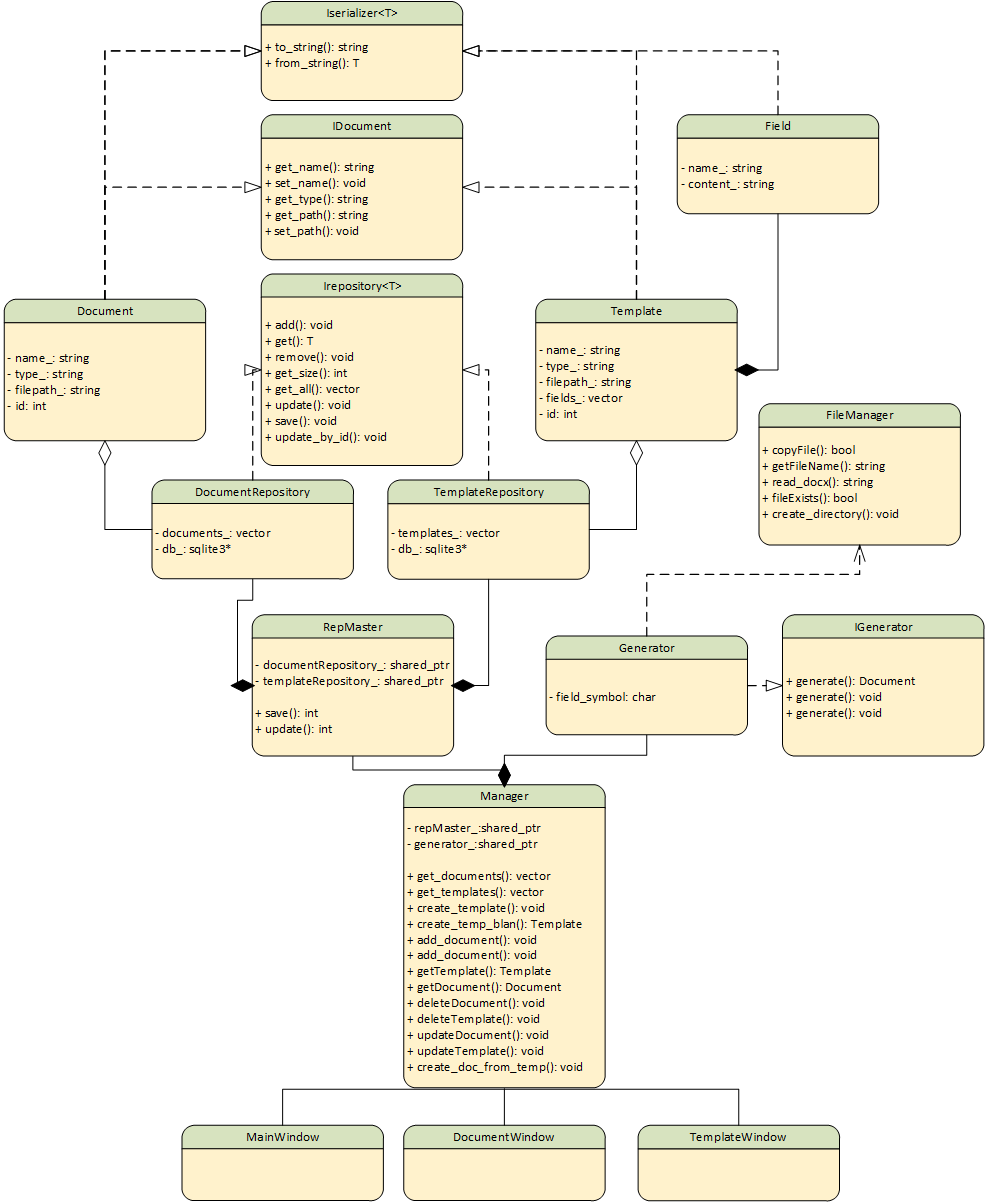 Iserializer<T>
+ to_string(): string
+ from_string(): T
IDocument
+ get_name(): string
+ set_name(): void
+ get_type(): string
+ get_path(): string
+ set_path(): void
Field
- name_: string
- content_: string
Irepository<T>
+ add(): void
+ get(): T
+ remove(): void
+ get_size(): int
+ get_all(): vector
+ update(): void
+ save(): void
+ update_by_id(): void
Document
- name_: string
- type_: string
- filepath_: string
- id: int
Template
- name_: string
- type_: string
- filepath_: string
- fields_: vector
- id: int
FileManager
+ copyFile(): bool
+ getFileName(): string
+ read_docx(): string
+ fileExists(): bool
+ create_directory(): void
DocumentRepository
- documents_: vector
- db_: sqlite3*
TemplateRepository
- templates_: vector
- db_: sqlite3*
RepMaster
- documentRepository_: shared_ptr
- templateRepository_: shared_ptr
+ save(): int
+ update(): int
Generator
- field_symbol: char
IGenerator
+ generate(): Document
+ generate(): void
+ generate(): void
Manager
- repMaster_:shared_ptr
- generator_:shared_ptr
+ get_documents(): vector
+ get_templates(): vector
+ create_template(): void
+ create_temp_blan(): Template
+ add_document(): void
+ add_document(): void
+ getTemplate(): Template
+ getDocument(): Document
+ deleteDocument(): void
+ deleteTemplate(): void
+ updateDocument(): void
+ updateTemplate(): void
+ create_doc_from_temp(): void
MainWindow
DocumentWindow
TemplateWindow